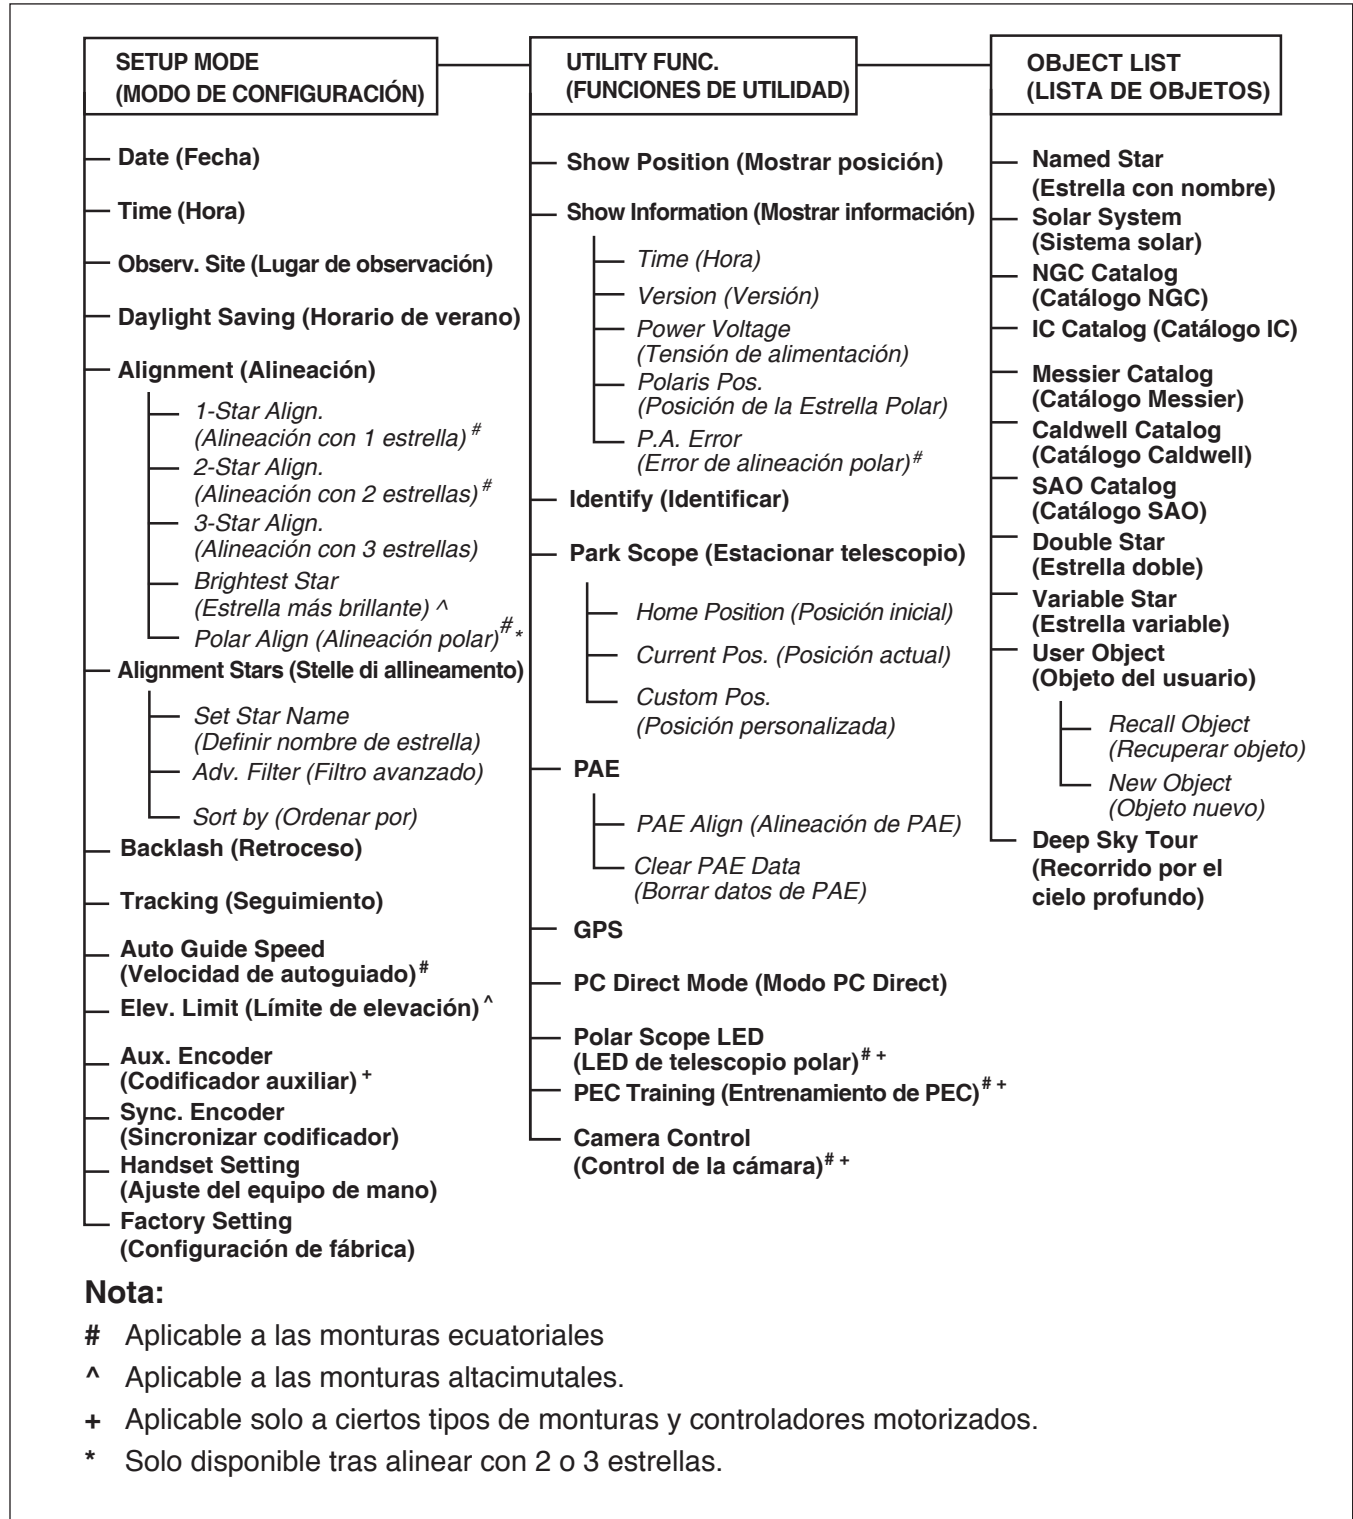 SETUP MODE
(MODO DE CONFIGURACIÓN)
Date (Fecha)
Time (Hora)
Observ. Site (Lugar de observación)
Daylight Saving (Horario de verano)
Alignment (Alineación)
1-Star Align.
(Alineación con 1 estrella) #
2-Star Align.
(Alineación con 2 estrellas) #
3-Star Align.
(Alineación con 3 estrellas)
Brightest Star
(Estrella más brillante) ^
Polar Align (Alineación polar)#*
Alignment Stars (Stelle di allineamento)
Set Star Name
(Definir nombre de estrella)
Adv. Filter (Filtro avanzado)
Sort by (Ordenar por)
Backlash (Retroceso)
Tracking (Seguimiento)
Auto Guide Speed
(Velocidad de autoguiado) #
Elev. Limit (Límite de elevación) ^
Aux. Encoder
(Codificador auxiliar) +
Sync. Encoder
(Sincronizar codificador)
Handset Setting
(Ajuste del equipo de mano)
Factory Setting
(Configuración de fábrica)
UTILITY FUNC.
(FUNCIONES DE UTILIDAD)
Show Position (Mostrar posición)
Show Information (Mostrar información)
Time (Hora)
Version (Versión)
Power Voltage
(Tensión de alimentación)
Polaris Pos.
(Posición de la Estrella Polar)
P.A. Error
(Error de alineación polar)#
Identify (Identificar)
Park Scope (Estacionar telescopio)
Home Position (Posición inicial)
Current Pos. (Posición actual)
Custom Pos.
(Posición personalizada)
PAE
PAE Align (Alineación de PAE)
Clear PAE Data
(Borrar datos de PAE)
GPS
PC Direct Mode (Modo PC Direct)
Polar Scope LED
(LED de telescopio polar)# +
PEC Training (Entrenamiento de PEC)# +
Camera Control
(Control de la cámara)# +
OBJECT LIST
(LISTA DE OBJETOS)
Named Star
(Estrella con nombre)
Solar System
(Sistema solar)
NGC Catalog
(Catálogo NGC)
IC Catalog (Catálogo IC)
Messier Catalog
(Catálogo Messier)
Caldwell Catalog
(Catálogo Caldwell)
SAO Catalog
(Catálogo SAO)
Double Star
(Estrella doble)
Variable Star
(Estrella variable)
User Object
(Objeto del usuario)
Recall Object
(Recuperar objeto)
New Object
(Objeto nuevo)
Deep Sky Tour
(Recorrido por el
cielo profundo)
Nota:
# Aplicable a las monturas ecuatoriales
^ Aplicable a las monturas altacimutales.
+ Aplicable solo a ciertos tipos de monturas y controladores motorizados.
* Solo disponible tras alinear con 2 o 3 estrellas.